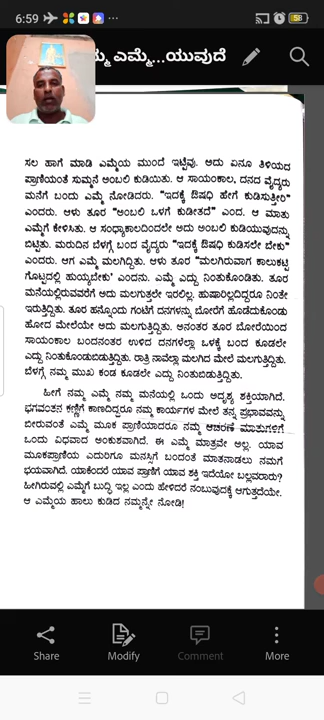 6:59
58
ಮ್ಮ ಎಮ್ಮೆ...ಯುವುದೆ
ಸಲ ಹಾಗೆ ಮಾಡಿ ಎಮ್ಮೆಯ ಮುಂದೆ ಇಟ್ಟೆವು. ಅದು ಏನೂ ತಿಳಿಯದ
ಪ್ರಾಣಿಯಂತೆ ಸುಮ್ಮನೆ ಅಂಬಲಿ ಕುಡಿಯಿತು. ಆ ಸಾಯಂಕಾಲ, ದನದ ವೈದ್ಯರು
ಮನೆಗೆ ಬಂದು ಎಮ್ಮೆ ನೋಡಿದರು. "ಇದಕ್ಕೆ ಔಷಧಿ ಹೇಗೆ ಕುಡಿಸುತ್ತೀರಿ"
ಎಂದರು. ಆಳು ತೂರ "ಅಂಬಲಿ ಒಳಗೆ ಕುಡೀತದೆ" ಎಂದ. ಆ ಮಾತು
ಎಮ್ಮೆಗೆ ಕೇಳಿಸಿತು. ಆ ಸಂಧ್ಯಾಕಾಲದಿಂದಲೇ ಅದು ಅಂಬಲಿ ಕುಡಿಯುವುದನ್ನು
ಬಿಟ್ಟಿತು. ಮರುದಿನ ಬೆಳಗ್ಗೆ ಬಂದ ವೈದ್ಯರು "ಇದಕ್ಕೆ ಔಷಧಿ ಕುಡಿಸಲೇ ಬೇಕು"
ಎಂದರು. ಆಗ ಎಮ್ಮೆ ಮಲಗಿದ್ದಿತು. ಆಳು ತೂರ "ಮಲಗಿರುವಾಗ ಕಾಲುಕಟ್ಟಿ
ಗೊಟ್ಟದಲ್ಲಿ ಹುಯ್ಯಬೇಕು' ಎಂದನು. ಎಮ್ಮೆ ಎದ್ದು ನಿಂತುಕೊಂಡಿತು. ತೂರ
ಮನೆಯಲ್ಲಿರುವವರೆಗೆ ಅದು ಮಲಗುತ್ತಲೇ ಇರಲಿಲ್ಲ. ಹುಷಾರಿಲ್ಲದಿದ್ದರೂ ನಿಂತೇ
ಇರುತ್ತಿದ್ದಿತು. ತೂರ ಹನ್ನೊಂದು ಗಂಟೆಗೆ ದನಗಳನ್ನು ಬೋರೆಗೆ ಹೊಡೆದುಕೊಂಡು
ಹೋದ ಮೇಲೆಯೇ ಅದು ಮಲಗುತ್ತಿದ್ದಿತು. ಅನಂತರ ತೂರ ಬೋರೆಯಿಂದ
ಸಾಯಂಕಾಲ ಬಂದನಂತರ ಉಳಿದ ದನಗಳೆಲ್ಲಾ ಒಳಕ್ಕೆ ಬಂದ ಕೂಡಲೇ
ಎದ್ದು ನಿಂತುಕೊಂಡುಬಿಡುತ್ತಿದ್ದಿತು. ರಾತ್ರಿ ನಾವೆಲ್ಲಾ ಮಲಗಿದ ಮೇಲೆ ಮಲಗುತ್ತಿದ್ದಿತು.
ಬೆಳಗ್ಗೆ ನಮ್ಮ ಮುಖ ಕಂಡ ಕೂಡಲೇ ಎದ್ದು ನಿಂತುಬಿಡುತ್ತಿದ್ದಿತು.
ಹೀಗೆ ನಮ್ಮ ಎಮ್ಮೆ ನಮ್ಮ ಮನೆಯಲ್ಲಿ ಒಂದು ಅದೃಶ್ಯ ಶಕ್ತಿಯಾಗಿದೆ.
ಭಗವಂತನ ಕಣ್ಣಿಗೆ ಕಾಣದಿದ್ದರೂ ನಮ್ಮ ಕಾರ್ಯಗಳ ಮೇಲೆ ತನ್ನ ಪ್ರಭಾವವನ್ನು
ಬೀರುವಂತೆ ಎಮ್ಮೆ ಮೂಕ ಪ್ರಾಣಿಯಾದರೂ ನಮ್ಮ ಆಚರಣೆ ಮಾತುಗಳಿಗೆ
ಒಂದು ವಿಧವಾದ ಅಂಕುಶವಾಗಿದೆ. ಈ ಎಮ್ಮೆ ಮಾತ್ರವೇ ಅಲ್ಲ. ಯಾವ
ಮೂಕಪ್ರಾಣಿಯ ಎದುರಿಗೂ ಮನಸ್ಸಿಗೆ ಬಂದಂತೆ ಮಾತನಾಡಲು ನಮಗೆ
ಭಯವಾಗಿದೆ. ಯಾಕೆಂದರೆ ಯಾವ ಪ್ರಾಣಿಗೆ ಯಾವ ಶಕ್ತಿ ಇದೆಯೋ ಬಲ್ಲವರಾರು?
ಹೀಗಿರುವಲ್ಲಿ ಎಮ್ಮೆಗೆ ಬುದ್ಧಿ ಇಲ್ಲ ಎಂದು ಹೇಳಿದರೆ ನಂಬುವುದಕ್ಕೆ ಆಗುತ್ತದೆಯೇ.
ಆ ಎಮ್ಮೆಯ ಹಾಲು ಕುಡಿದ ನಮ್ಮನ್ನೇ ನೋಡಿ!
Share
Modify
Comment
More